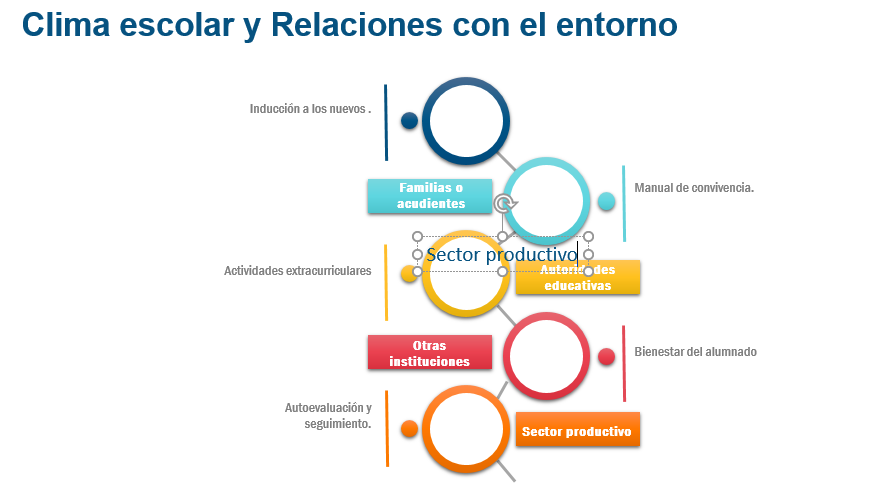 Clima escolar y Relaciones con el entorno
Inducción a los nuevos .
Familias o
acudientes
Manual de convivencia.
Sector productivo
Actividades extracurriculares
Autoridades
educativas
Otras
instituciones
Bienestar del alumnado
Autoevaluación y
seguimiento.
Sector productivo